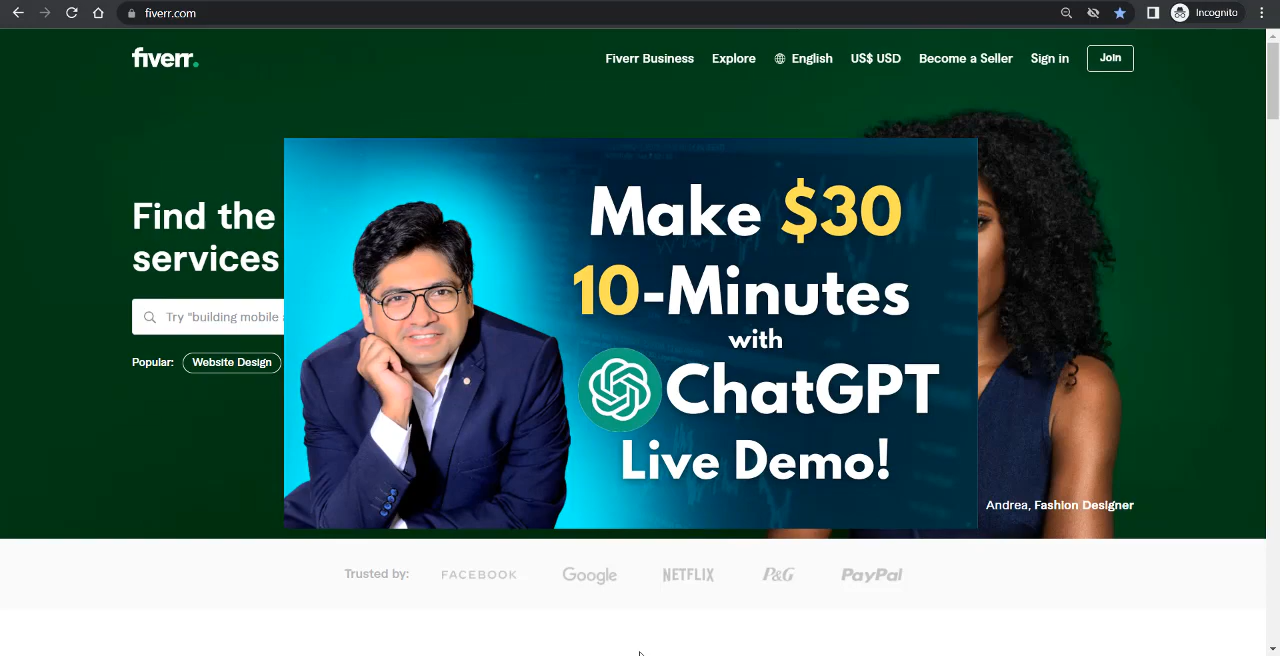 fiverr.com
Incognito
fiverr.
Fiverr Business
Explore
English
US$ USD
Become a Seller
Sign in
Join
Find the
services
Try "building mobile
Popular:
Website Design
Make $30
10-Minutes
with
ChatGPT
Live Demo!
Andrea, Fashion Designer
Trusted by:
FACEBOOK
Google
NETFLIX
P&G
PayPal